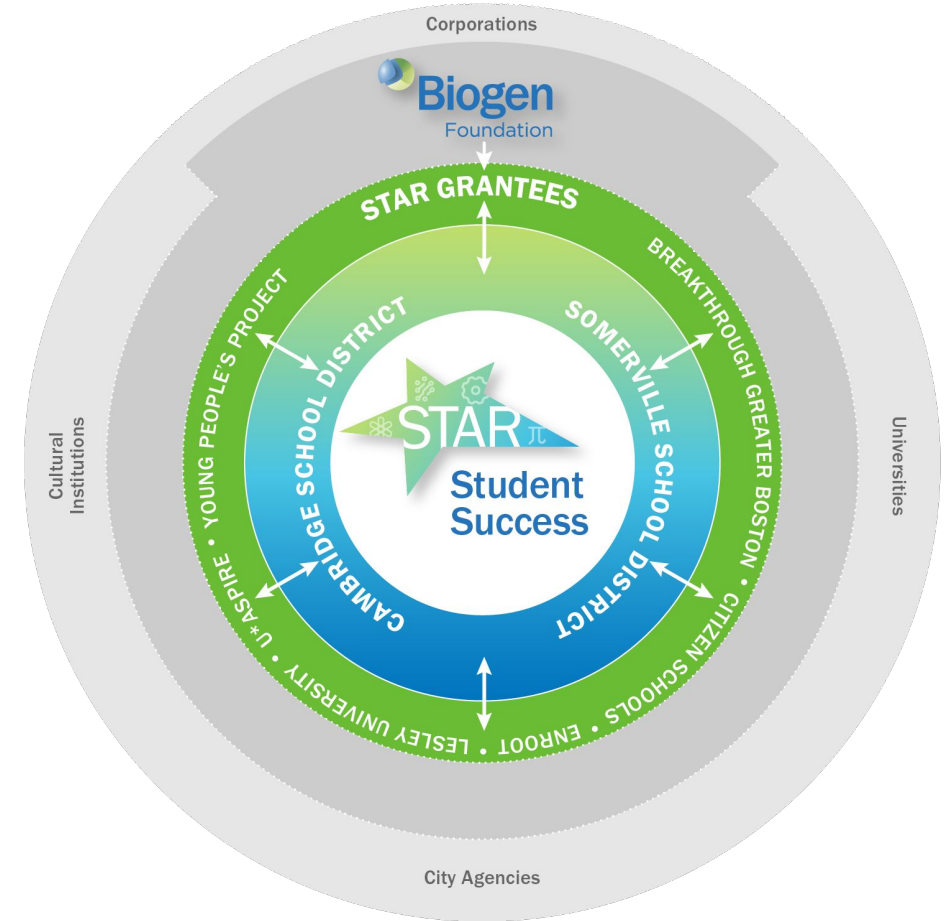 Corporations
Biogen
Foundation
STAR GRANTEES
BREAKTHROUGH GREATER BOSTON • CITIZEN SCHOOLS • ENROOT • LESLEY UNIVERSITY • U*ASPIRE • YOUNG PEOPLE'S PROJECT
CAMBRIDGE SCHOOL DISTRICT
SOMERVILLE SCHOOL DISTRICT
STAR π
Student
Success
Cultural
Institutions
Universities
City Agencies